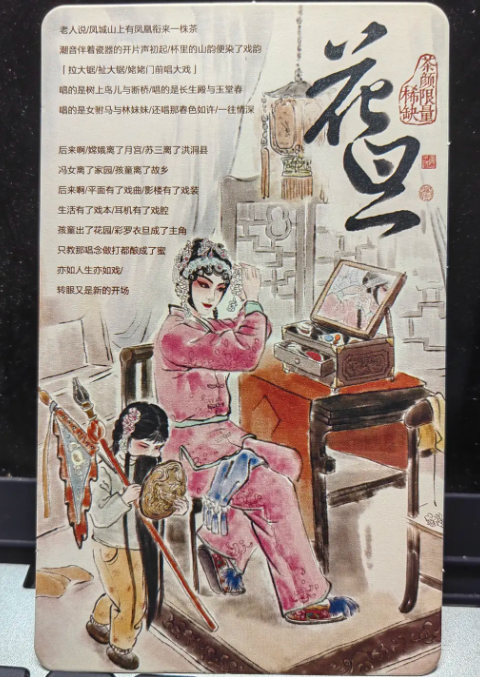 老人说/凤城山上有凤凰衔来一株茶
潮音伴着瓷器的开片声初起/杯里的山韵便染了戏韵
「拉大锯/扯大锯/姥姥门前唱大戏」
唱的是树上鸟儿与断桥/唱的是长生殿与玉堂春
唱的是女驸马与林妹妹/还唱那春色如许/一往情深
后来啊/嫦娥离了月宫/苏三离了洪洞县
冯女离了家园/孩童离了故乡
后来啊/平面有了戏曲/影楼有了戏装
生活有了戏本/耳机有了戏腔
孩童出了花园/彩罗衣旦成了主角
只教那唱念做打都酿成了蜜
亦如人生亦如戏/
转眼又是新的开场
花旦
茶颜限量
稀缺